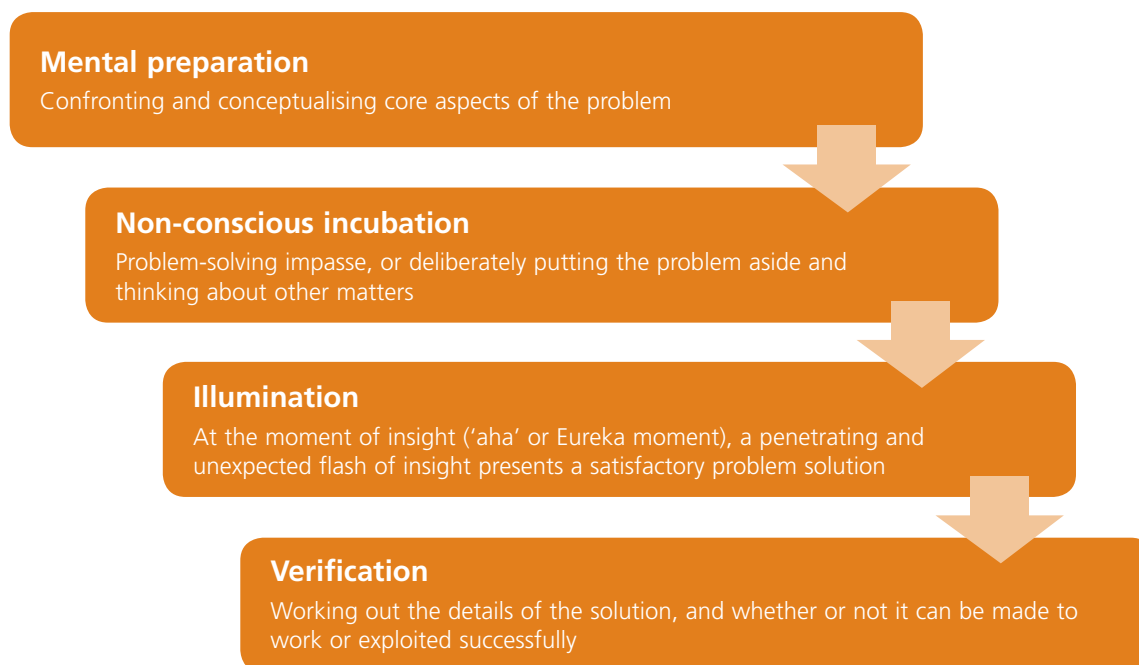 Mental preparation
Confronting and conceptualising core aspects of the problem
Non-conscious incubation
Problem-solving impasse, or deliberately putting the problem aside and
thinking about other matters
Illumination
At the moment of insight (‘aha’ or Eureka moment), a penetrating and
unexpected flash of insight presents a satisfactory problem solution
Verification
Working out the details of the solution, and whether or not it can be made to
work or exploited successfully